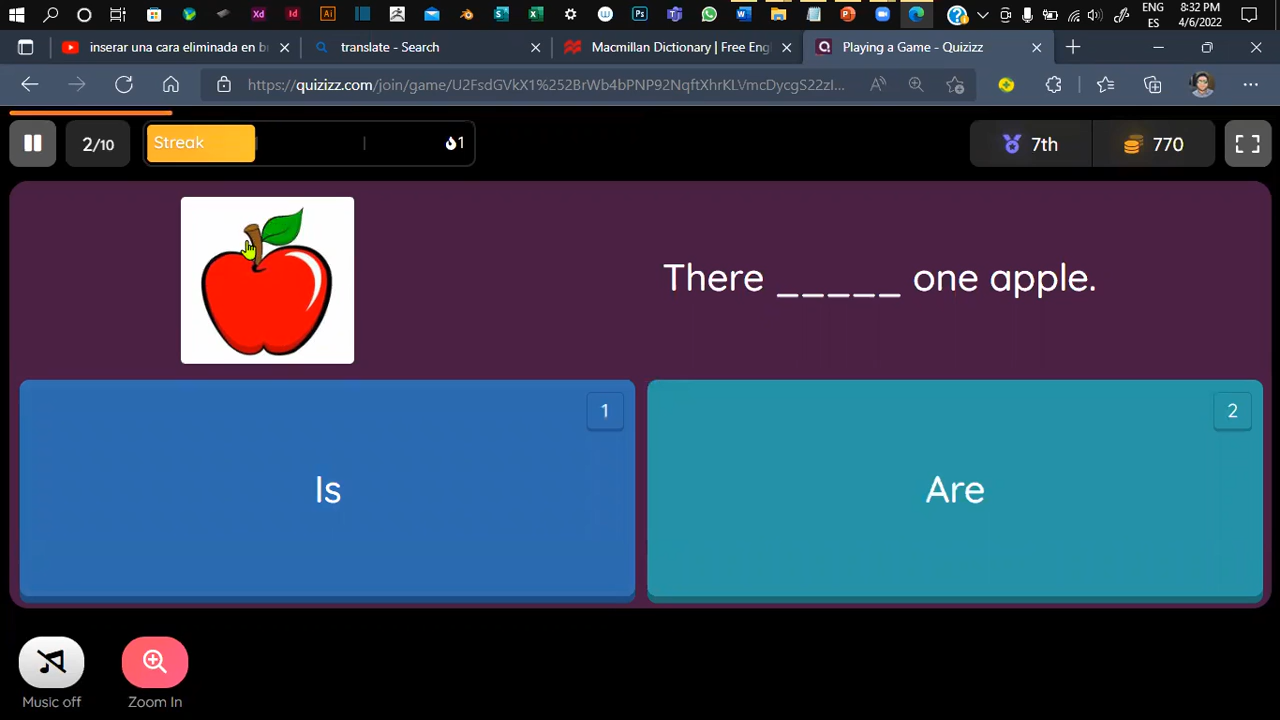 ENG
ES
8:32 PM
4/6/2022
inserar una cara eliminada en b
translate - Search
Macmillan Dictionary | Free Eng
Playing a Game - Quizizz
https://quizizz.com/join/game/U2FsdGVkX1%252BrWb4bPNP92NqftXhrKLVmcDycgS22zI...
2/10
Streak
1
7th
770
There _____ one apple.
1
Is
2
Are
Music off
Zoom In